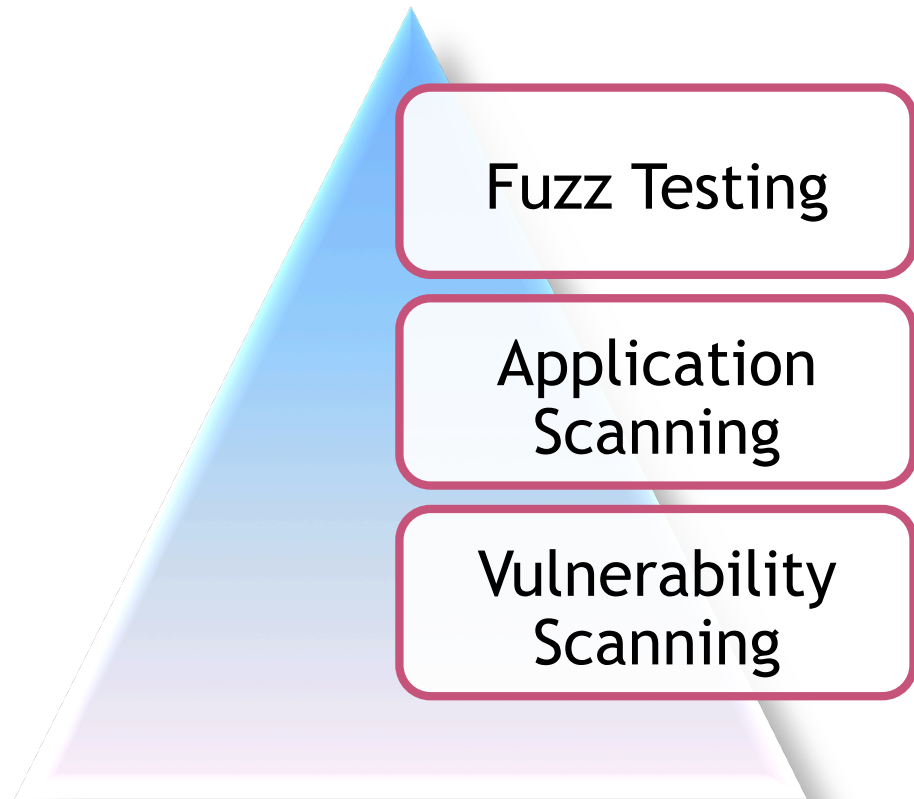 Fuzz Testing
Application
Scanning
Vulnerability
Scanning